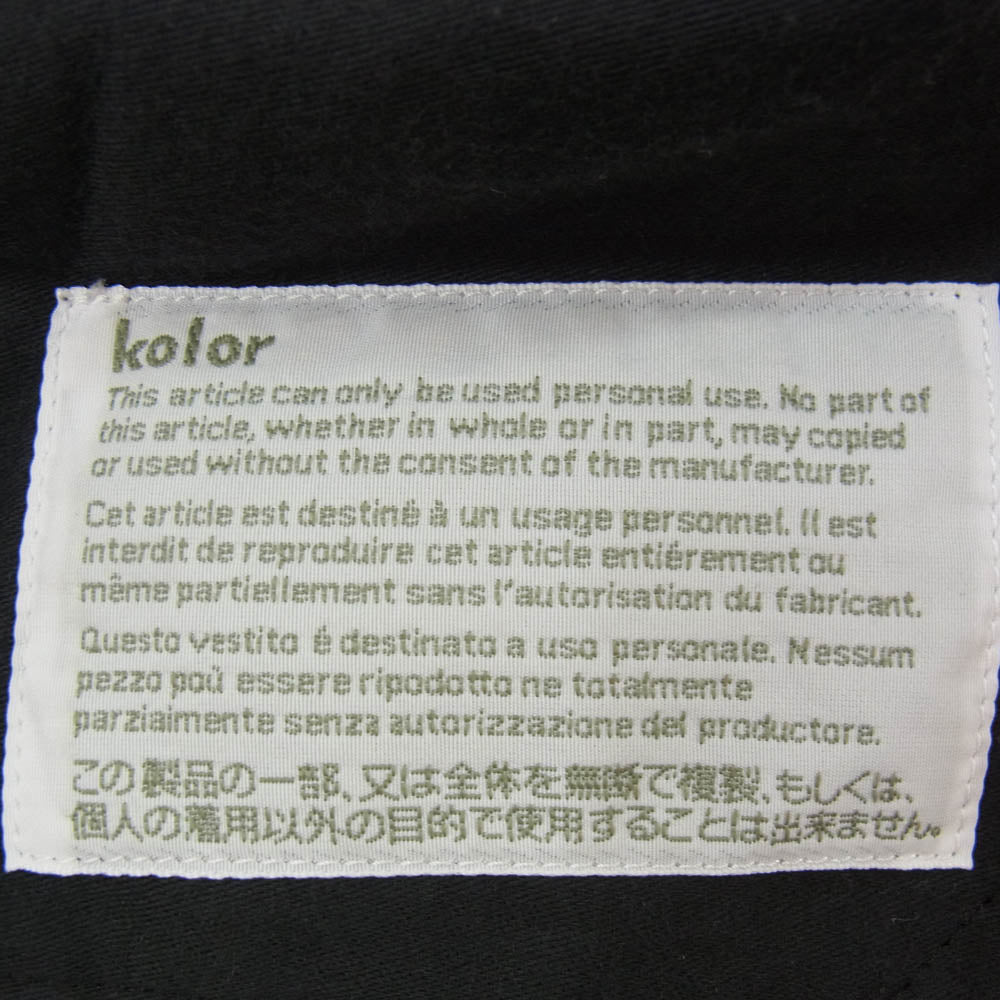 kolor
This article can only be used personal use. No part of
this article, whether in whole or in part, may copied
or used without the consent of the manufacturer.
Cet article est destiné à un usage personnel. Il est
interdit de reproduire cet article entiérement ou
même partiellement sans l'autorisation du fabricant.
Questo vestito é destinato a uso personale. Nessum
pezzo poù essere ripodotto ne totalmente
parziaimente senza autorizzazione del productore.
この製品の一部、又は全体を無断で複製、もしくは、
個人の着用以外の目的で使用することは出来ません。